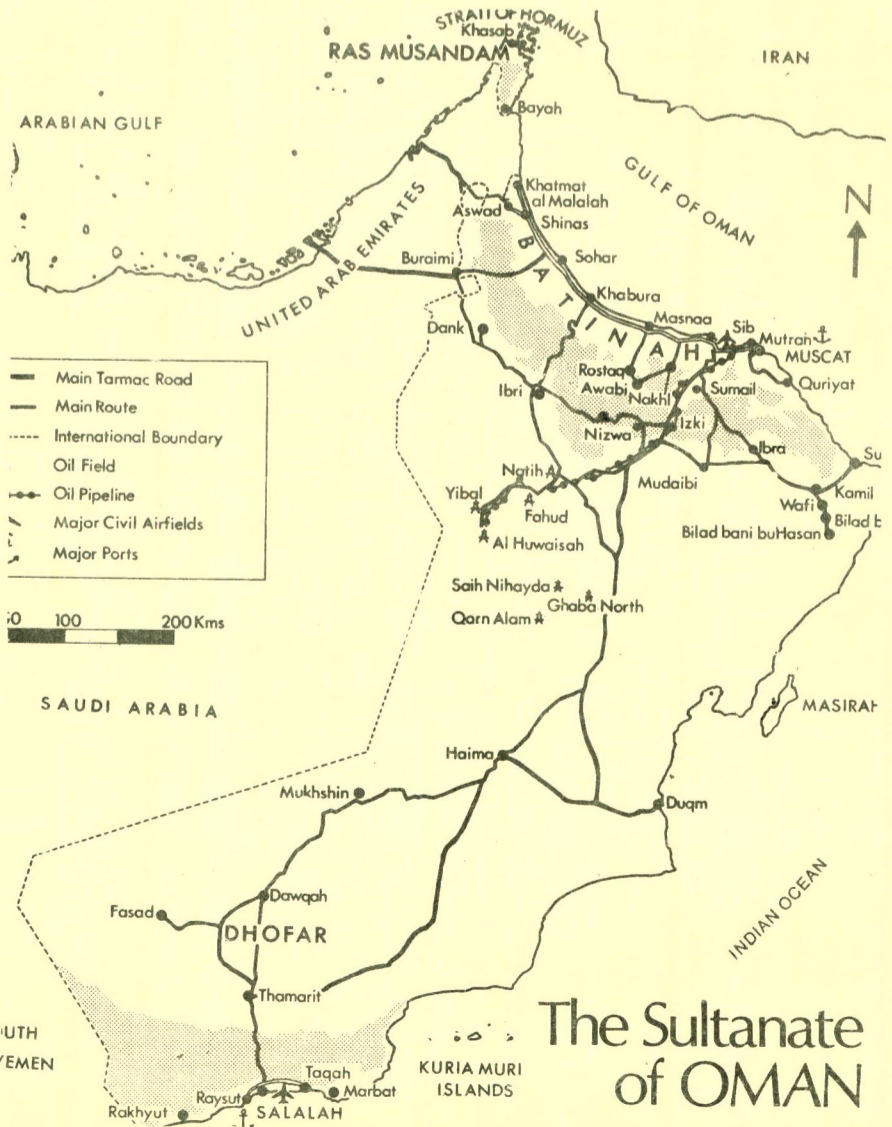 STRAIT OF HORMUZ
Khasab
RAS MUSANDAM
IRAN
ARABIAN GULF
Bayah
GULF OF OMAN
N
Khatmat
al Malalah
Aswad
Shinas
UNITED ARAB EMIRATES
BATINAH
Buraimi
Sohar
Khabura
Masnaa
Sib
Mutrah
MUSCAT
Dank
Rostaq
Awabi
Nakhl
Sumail
Quriyat
Ibri
Izki
Nizwa
Ibra
Su
Mudaibi
Natih
Yibal
Fahud
Wafi
Kamil
Bilad b
Bilad bani buHasan
Al Huwaisah
Main Tarmac Road
Main Route
International Boundary
Oil Field
Oil Pipeline
Major Civil Airfields
Major Ports
50 100 200 Kms
Saih Nihayda
Ghaba North
Qarn Alam
SAUDI ARABIA
MASIRAH
Haima
Mukhshin
Duqm
Dawqah
Fasad
DHOFAR
INDIAN OCEAN
Thamarit
OUTH
YEMEN
KURIA MURI
ISLANDS
Taqah
Raysut
Marbat
SALALAH
Rakhyut
The Sultanate
of OMAN